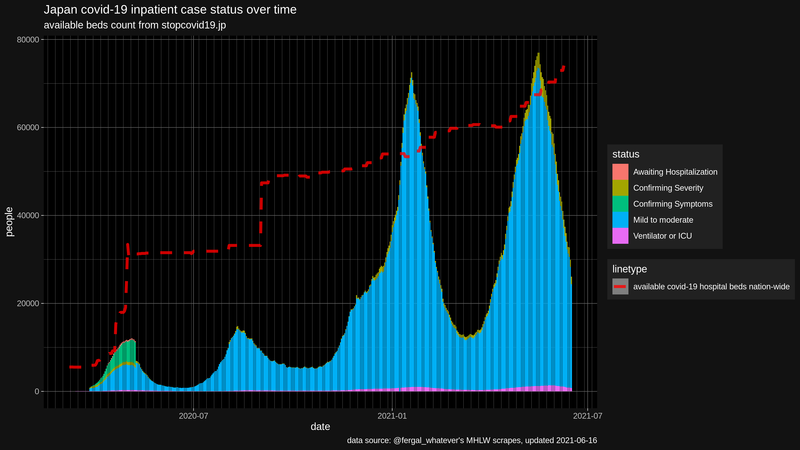 Japan covid-19 inpatient case status over time
available beds count from stopcovid19.jp
80000
60000
40000
20000
0
people
2020-07
2021-01
2021-07
date
status
Awaiting Hospitalization
Confirming Severity
Confirming Symptoms
Mild to moderate
Ventilator or ICU
linetype
available covid-19 hospital beds nation-wide
data source: @fergal_whatever's MHLW scrapes, updated 2021-06-16